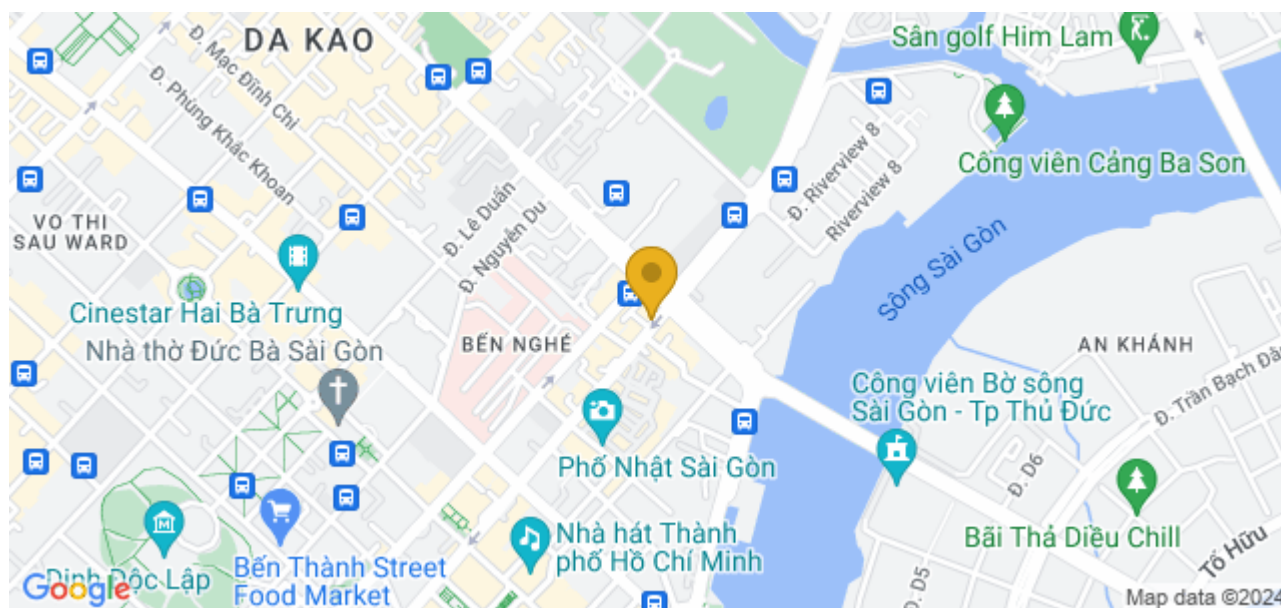 DA KAO
Sân golf Him Lam
Đ. Mạc Đĩnh Chi
Đ. Phùng Khắc Khoan
Công viên Cảng Ba Son
Đ. Riverview 8
Riverview 8
VO THI
SAU WARD
Đ. Lê Duẩn
Đ. Nguyễn Du
Sông Sài Gòn
Cinestar Hai Bà Trưng
Nhà thờ Đức Bà Sài Gòn
BẾN NGHÉ
AN KHÁNH
Công viên Bờ sông
Sài Gòn - Tp Thủ Đức
Đ. Trần Bạch Đằ
Phố Nhật Sài Gòn
Đ. D6
Bãi Thả Diều Chill
Nhà hát Thành
phố Hồ Chí Minh
Tố Hữu
Dinh Độc Lập
Bến Thành Street
Food Market
Đ. D5
Google
Map data ©2024